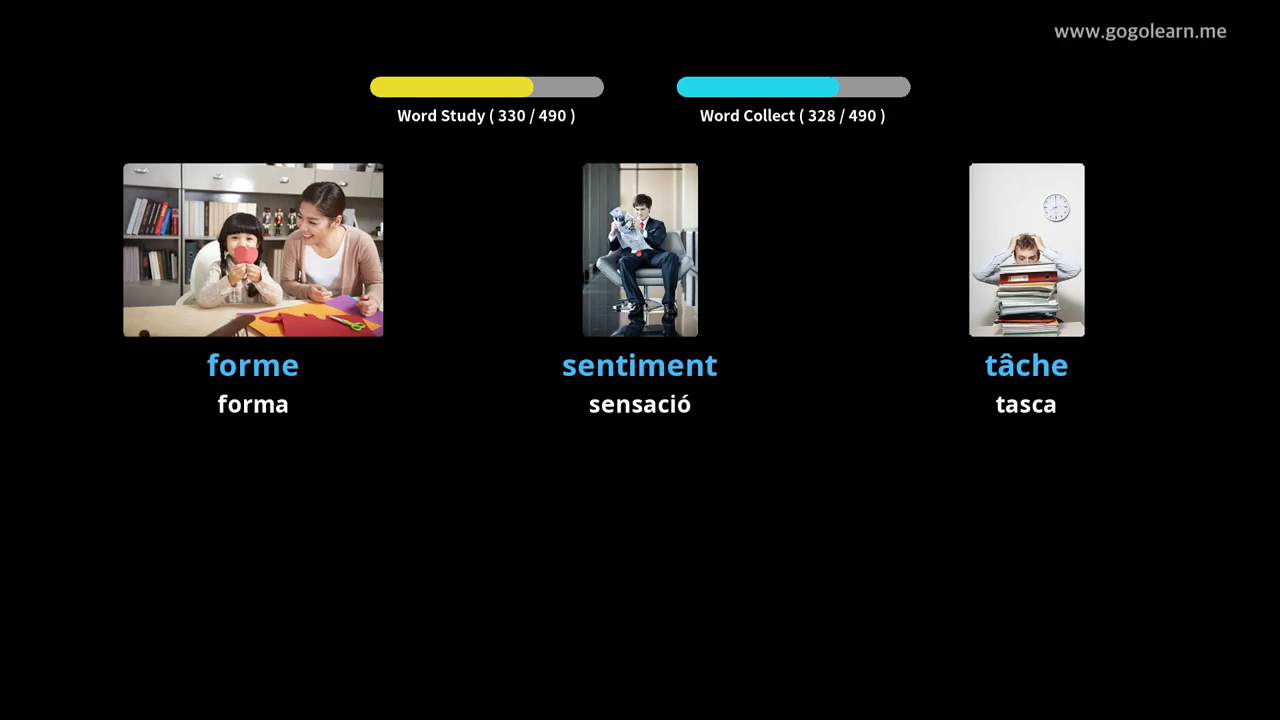 www.gogolearn.me
Word Study ( 330 / 490 )
Word Collect ( 328 / 490 )
forme
forma
sentiment
sensació
tâche
tasca